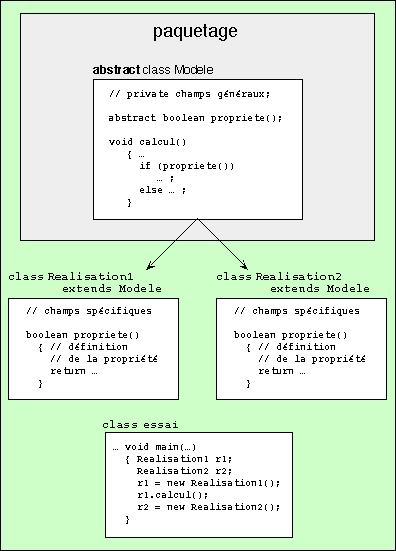 paquetage
abstract class Modele
// private champs généraux;
abstract boolean propriete();
void calcul()
{ …
if (propriete())
… ;
else … ;
}
class Realisation1
extends Modele
// champs spécifiques
boolean propriete()
{ // définition
// de la propriété
return …
}
class Realisation2
extends Modele
// champs spécifiques
boolean propriete()
{ // définition
// de la propriété
return …
}
class essai
… void main(…)
{ Realisation1 r1;
Realisation2 r2;
r1 = new Realisation1();
r1.calcul();
r2 = new Realisation2();
}